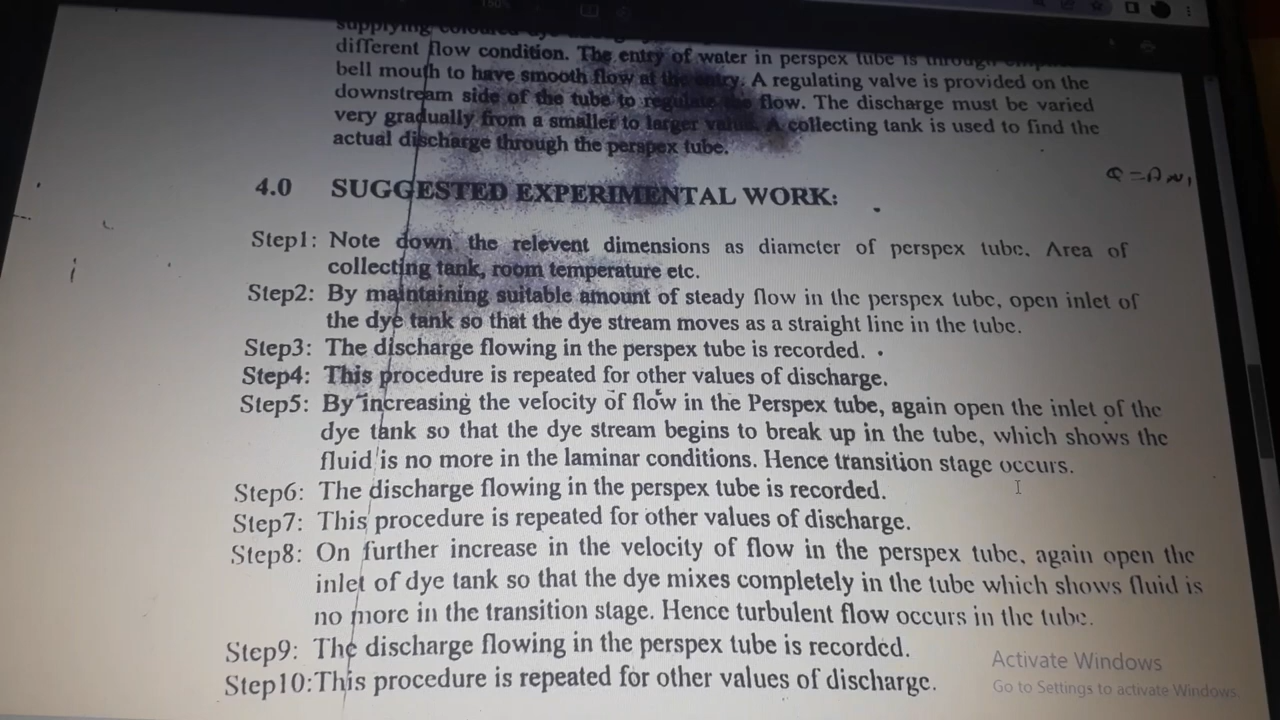 supplying coloured dye
different flow condition. The entry of water in perspex tube is through
bell mouth to have smooth flow at the entry. A regulating valve is provided on the
downstream side of the tube to regulate the flow. The discharge must be varied
very gradually from a smaller to larger value. A collecting tank is used to find the
actual discharge through the perspex tube.
4.0 SUGGESTED EXPERIMENTAL WORK:
Step1: Note down the relevent dimensions as diameter of perspex tube. Area of
collecting tank, room temperature etc.
Step2: By maintaining suitable amount of steady flow in the perspex tube, open inlet of
the dye tank so that the dye stream moves as a straight line in the tube.
Step3: The discharge flowing in the perspex tube is recorded.
Step4: This procedure is repeated for other values of discharge.
Step5: By increasing the velocity of flow in the Perspex tube, again open the inlet of the
dye tank so that the dye stream begins to break up in the tube, which shows the
fluid is no more in the laminar conditions. Hence transition stage occurs.
Step6: The discharge flowing in the perspex tube is recorded.
Step7: This procedure is repeated for other values of discharge.
Step8: On further increase in the velocity of flow in the perspex tube, again open the
inlet of dye tank so that the dye mixes completely in the tube which shows fluid is
no more in the transition stage. Hence turbulent flow occurs in the tube.
Step9: The discharge flowing in the perspex tube is recorded.
Step10:This procedure is repeated for other values of discharge.
Activate Windows
Go to Settings to activate Windows.